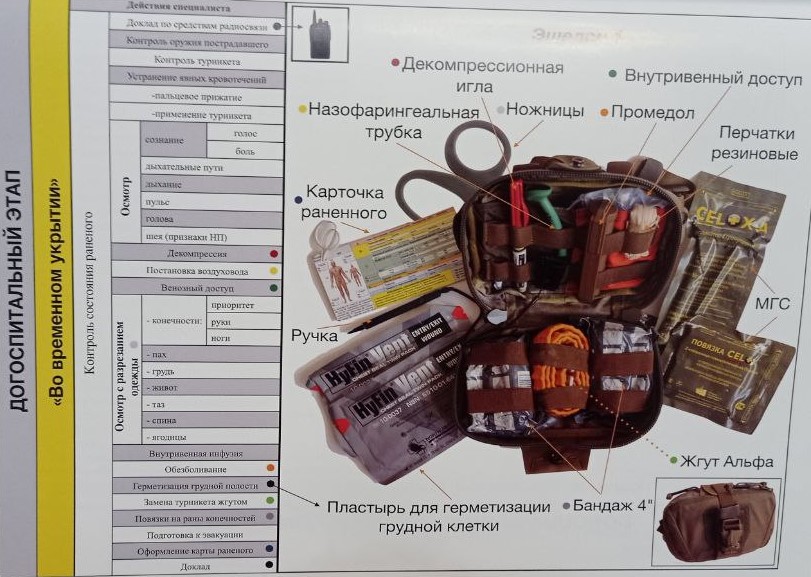 ДОГОСПИТАЛЬНЫЙ ЭТАП
«Во временном укрытии»
Контроль состояния раненого
Действия специалиста
Доклад по средствам радиосвязи
Контроль оружия пострадавшего
Контроль турникета
Устранение явных кровотечений
-пальцевое прижатие
-применение турникета
Осмотр
сознание
голос
боль
дыхательные пути
дыхание
пульс
голова
шея (признаки НП)
Декомпрессия
Постановка воздуховода
Венозный доступ
Осмотр с разрезанием
одежды
- конечности:
приоритет
руки
ноги
- пах
- грудь
- живот
- таз
- спина
- ягодицы
Внутривенная инфузия
Обезболивание
Герметизация грудной полости
Замена турникета жгутом
Повязки на раны конечностей
Подготовка к эвакуации
Оформление карты раненого
Доклад
Декомпрессионная
игла
Внутривенный доступ
Назофарингеальная
трубка
Ножницы
Промедол
Перчатки
резиновые
Карточка
раненного
Ручка
МГС
CELOX-A
ПОВЯЗКА CELOX
HyFin Vent
ENTRY/EXIT
WOUND
HyFin Vent
Жгут Альфа
Пластырь для герметизации
грудной клетки
Бандаж 4"